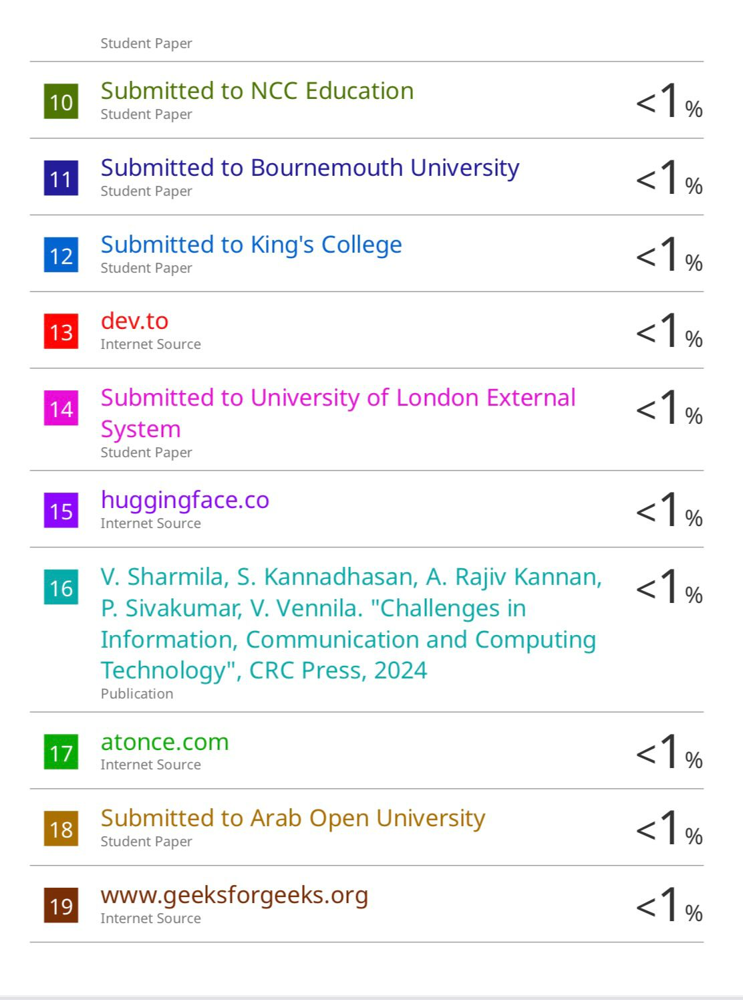 Student Paper
10
Submitted to NCC Education
Student Paper
<1%
11
Submitted to Bournemouth University
Student Paper
<1%
12
Submitted to King's College
Student Paper
<1%
13
dev.to
Internet Source
<1%
14
Submitted to University of London External
System
Student Paper
<1%
15
huggingface.co
Internet Source
<1%
16
V. Sharmila, S. Kannadhasan, A. Rajiv Kannan,
P. Sivakumar, V. Vennila. "Challenges in
Information, Communication and Computing
Technology", CRC Press, 2024
Publication
<1%
17
atonce.com
Internet Source
<1%
18
Submitted to Arab Open University
Student Paper
<1%
19
www.geeksforgeeks.org
Internet Source
<1%